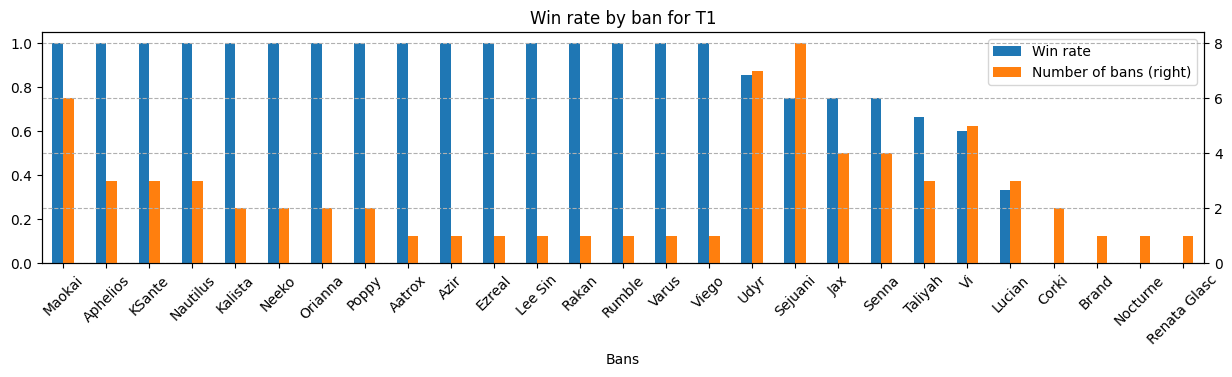 Win rate by ban for T1
Win rate
Number of bans (right)
1.0
0.8
0.6
0.4
0.2
0.0
8
6
4
2
0
Maokai
Aphelios
KSante
Nautilus
Kalista
Neeko
Orianna
Poppy
Aatrox
Azir
Ezreal
Lee Sin
Rakan
Rumble
Varus
Viego
Udyr
Sejuani
Jax
Senna
Taliyah
Vi
Lucian
Corki
Brand
Nocturne
Renata Glasc
Bans